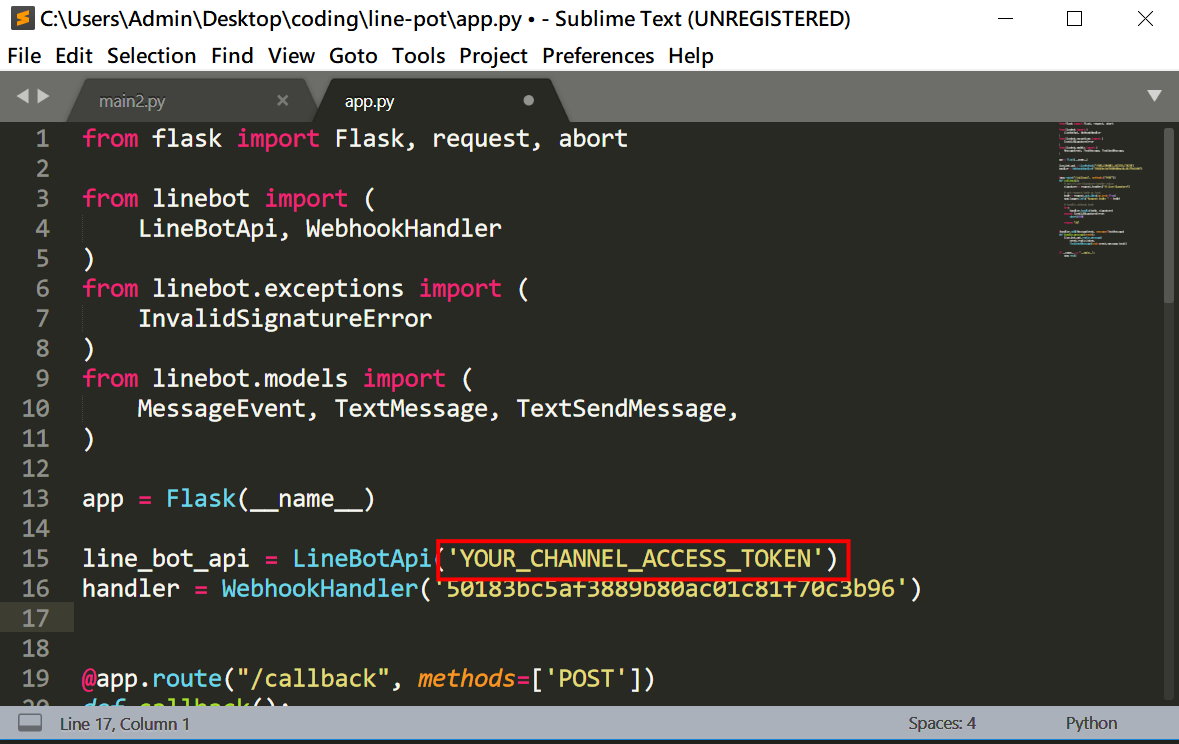 C:\Users\Admin\Desktop\coding\line-pot\app.py • - Sublime Text (UNREGISTERED)
File Edit Selection Find View Goto Tools Project Preferences Help
main2.py app.py
1 from flask import Flask, request, abort
2
3 from linebot import (
4 LineBotApi, WebhookHandler
5 )
6 from linebot.exceptions import (
7 InvalidSignatureError
8 )
9 from linebot.models import (
10 MessageEvent, TextMessage, TextSendMessage,
11 )
12
13 app = Flask(__name__)
14
15 line_bot_api = LineBotApi('YOUR_CHANNEL_ACCESS_TOKEN')
16 handler = WebhookHandler('50183bc5af3889b80ac01c81f70c3b96')
17
18
19 @app.route("/callback", methods=['POST'])
20 def callback():
Line 17, Column 1 Spaces: 4 Python